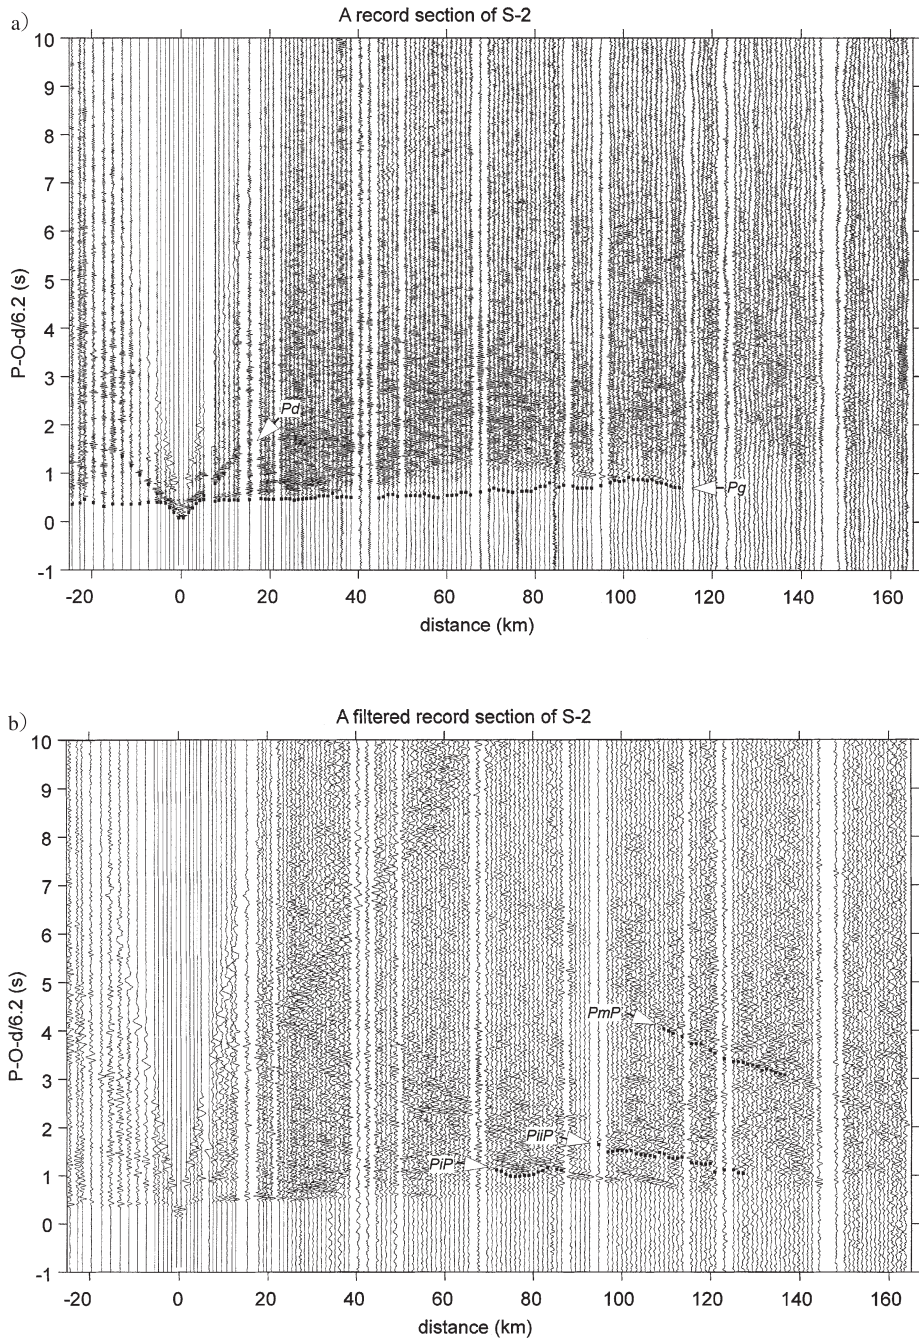 a)
A record section of S-2
10
9
8
7
6
5
4
3
2
1
0
-1
P-O-d/6.2 (s)
Pd
Pg
-20 0 20 40 60 80 100 120 140 160
distance (km)
b)
A filtered record section of S-2
10
9
8
7
6
5
4
3
2
1
0
-1
P-O-d/6.2 (s)
PmP
PiiP
PiP
-20 0 20 40 60 80 100 120 140 160
distance (km)